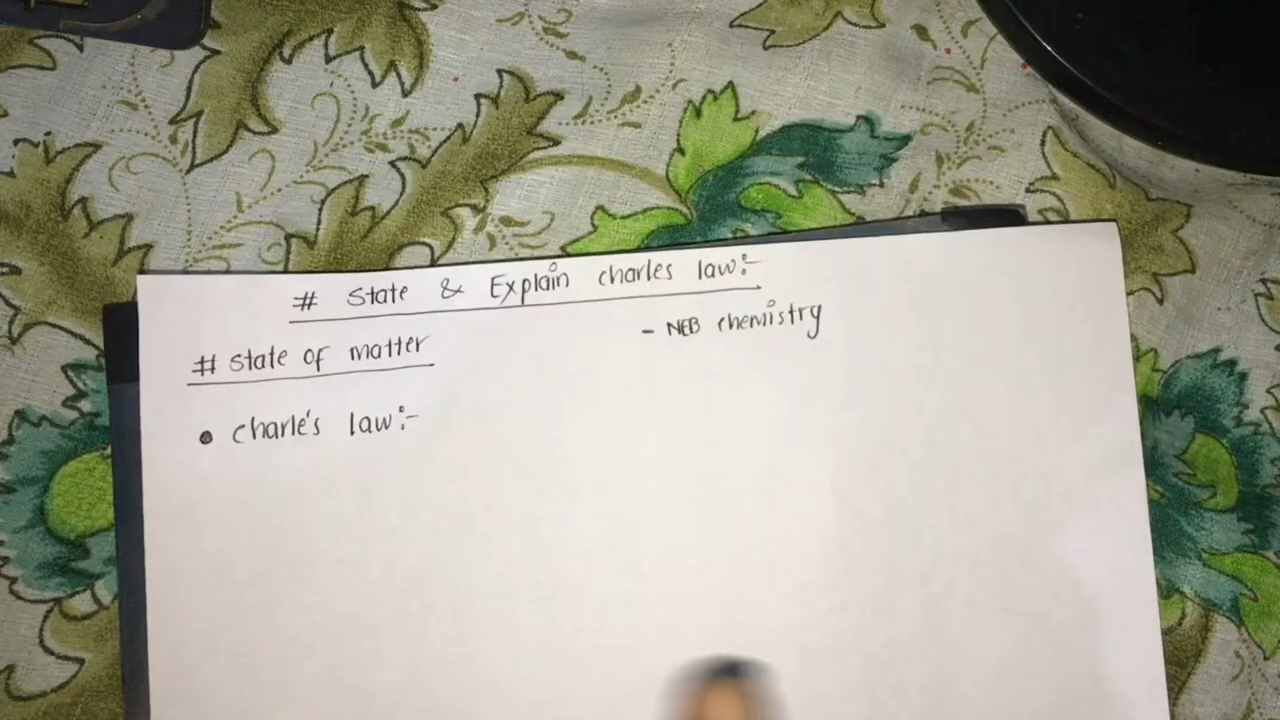 # State & Explain charles law:-
- NEB chemistry
# state of matter
• charle's law:-